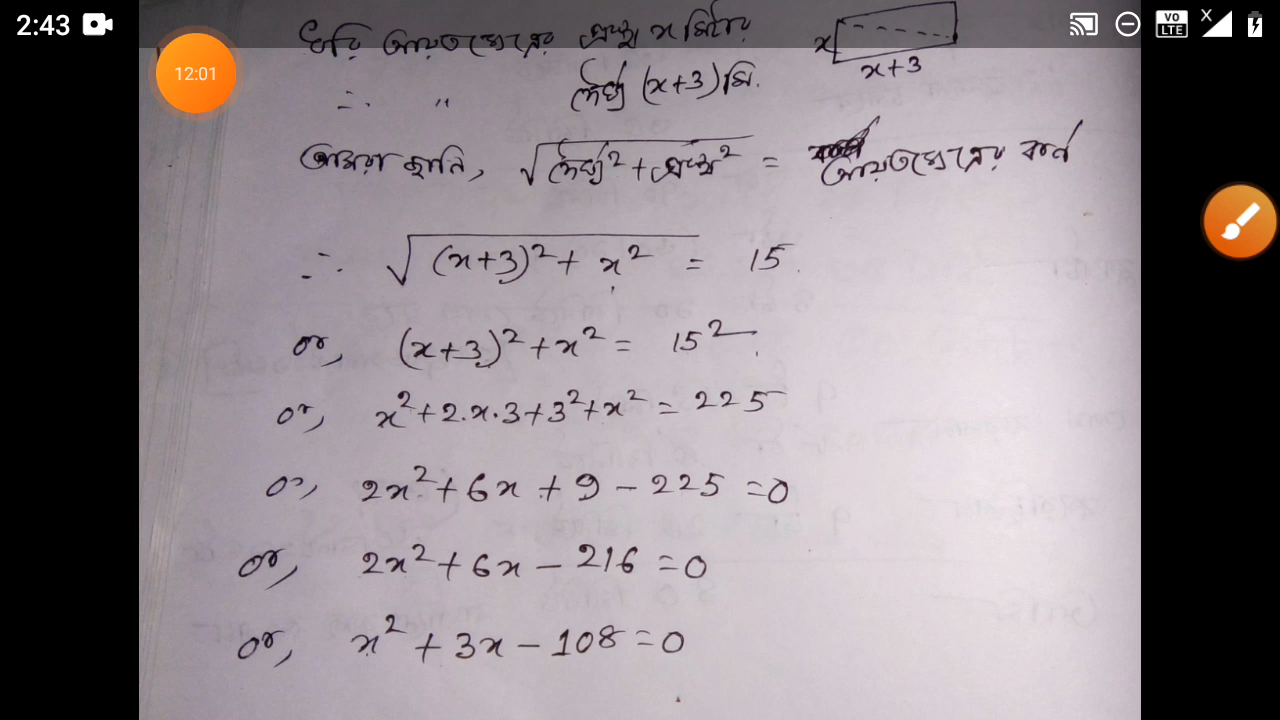 2:43
VO
LTE
X
12:01
ধরি আয়তক্ষেত্রের প্রস্থ x মিটার
x
x+3
∴ " দৈর্ঘ্য (x+3) মি.
আমরা জানি, √(দৈর্ঘ্য² + প্রস্থ²) = আয়তক্ষেত্রের কর্ণ
∴ √((x+3)² + x²) = 15
or, (x+3)² + x² = 15²
or, x² + 2.x.3 + 3² + x² = 225
or, 2x² + 6x + 9 - 225 = 0
or, 2x² + 6x - 216 = 0
or, x² + 3x - 108 = 0